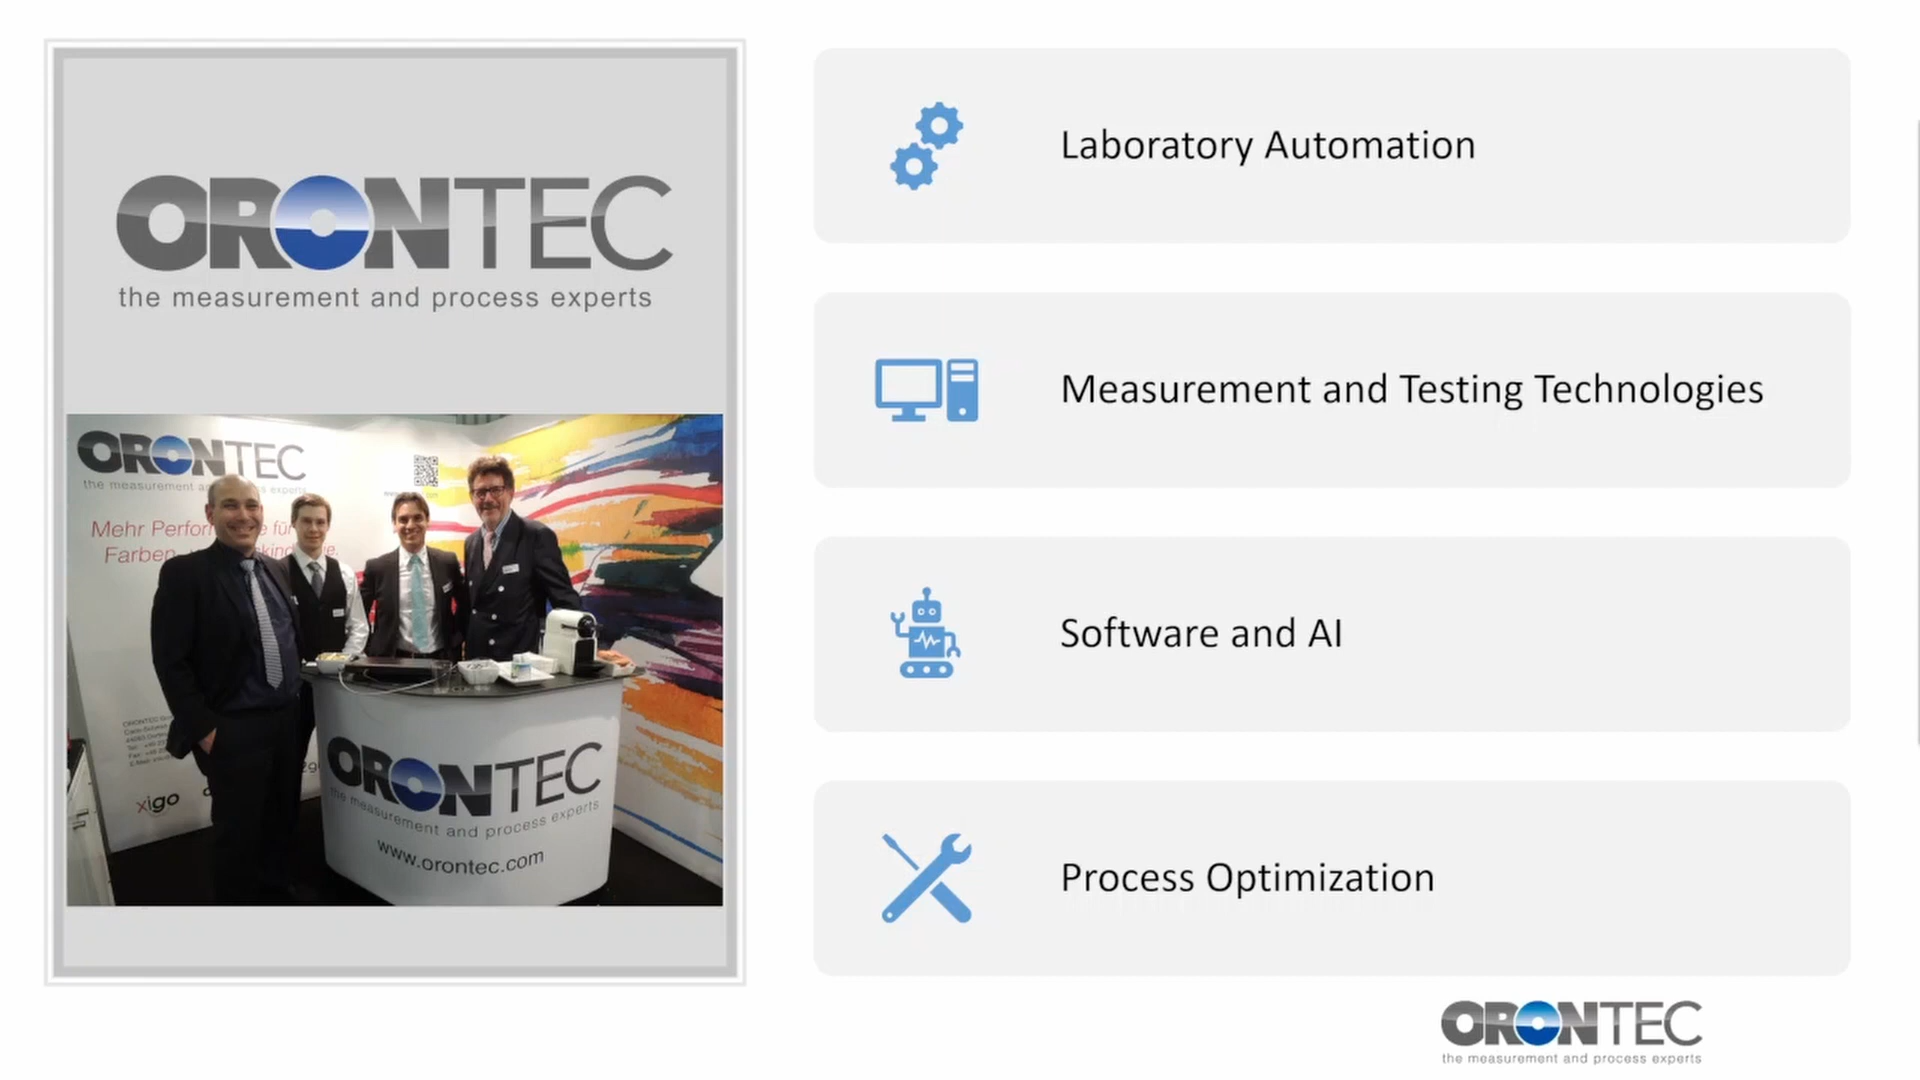 ORONTEC
the measurement and process experts
ORONTEC
the measurement
Mehr
Farben
xigo
ORONTEC
the measurement and process experts
www.orontec.com
Laboratory Automation
Measurement and Testing Technologies
Software and AI
Process Optimization
ORONTEC
the measurement and process experts